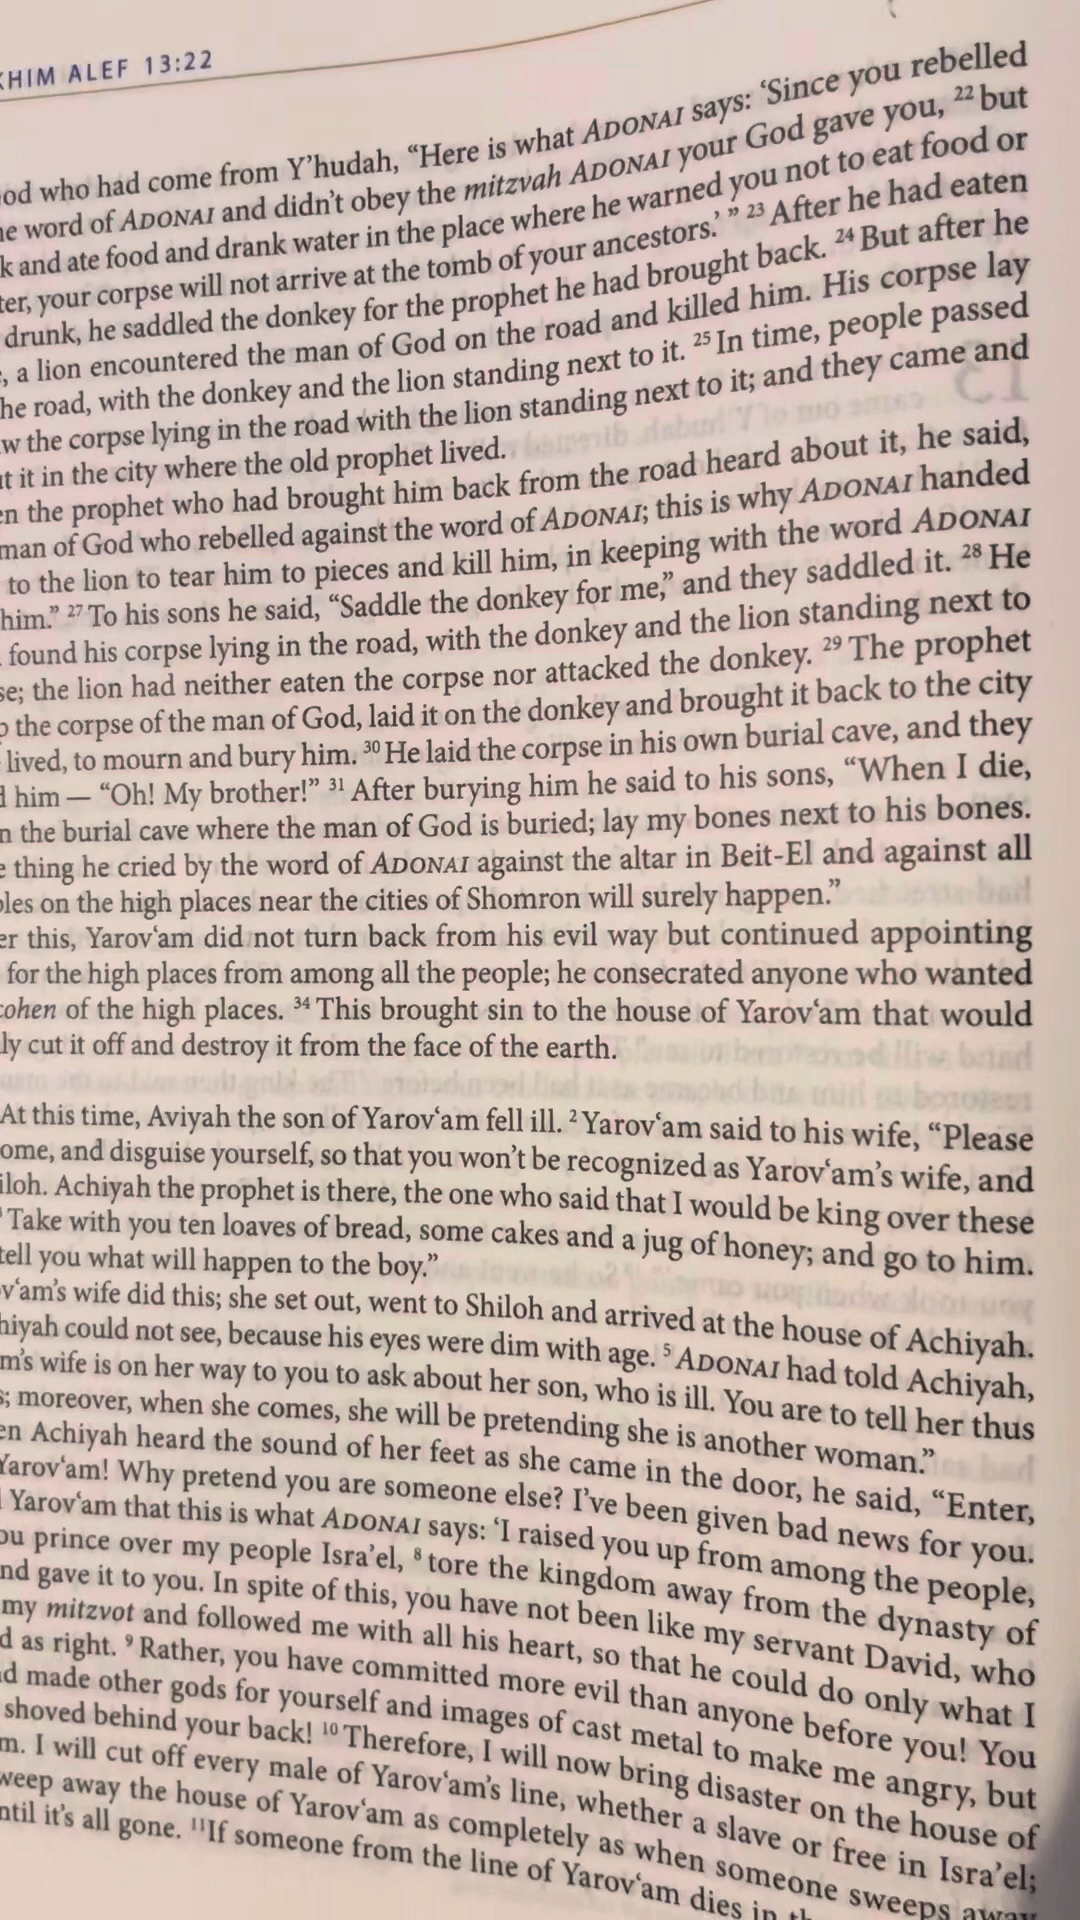 KHIM ALEF 13:22
od who had come from Y’hudah, “Here is what ADONAI says: ‘Since you rebelled
e word of ADONAI and didn’t obey the mitzvah ADONAI your God gave you, 22 but
k and ate food and drank water in the place where he warned you not to eat food or
ter, your corpse will not arrive at the tomb of your ancestors.’ ” 23 After he had eaten
drunk, he saddled the donkey for the prophet he had brought back. 24 But after he
, a lion encountered the man of God on the road and killed him. His corpse lay
he road, with the donkey and the lion standing next to it. 25 In time, people passed
w the corpse lying in the road with the lion standing next to it; and they came and
t it in the city where the old prophet lived.
en the prophet who had brought him back from the road heard about it, he said,
man of God who rebelled against the word of ADONAI; this is why ADONAI handed
to the lion to tear him to pieces and kill him, in keeping with the word ADONAI
him.” 27 To his sons he said, “Saddle the donkey for me,” and they saddled it. 28 He
found his corpse lying in the road, with the donkey and the lion standing next to
se; the lion had neither eaten the corpse nor attacked the donkey. 29 The prophet
p the corpse of the man of God, laid it on the donkey and brought it back to the city
lived, to mourn and bury him. 30 He laid the corpse in his own burial cave, and they
d him — “Oh! My brother!” 31 After burying him he said to his sons, “When I die,
n the burial cave where the man of God is buried; lay my bones next to his bones.
e thing he cried by the word of ADONAI against the altar in Beit-El and against all
ples on the high places near the cities of Shomron will surely happen.”
er this, Yarov‘am did not turn back from his evil way but continued appointing
for the high places from among all the people; he consecrated anyone who wanted
cohen of the high places. 34 This brought sin to the house of Yarov‘am that would
ly cut it off and destroy it from the face of the earth.
At this time, Aviyah the son of Yarov‘am fell ill. 2 Yarov‘am said to his wife, “Please
ome, and disguise yourself, so that you won’t be recognized as Yarov‘am’s wife, and
iloh. Achiyah the prophet is there, the one who said that I would be king over these
Take with you ten loaves of bread, some cakes and a jug of honey; and go to him.
tell you what will happen to the boy.”
v‘am’s wife did this; she set out, went to Shiloh and arrived at the house of Achiyah.
hiyah could not see, because his eyes were dim with age. 5 ADONAI had told Achiyah,
m’s wife is on her way to you to ask about her son, who is ill. You are to tell her thus
s; moreover, when she comes, she will be pretending she is another woman.”
en Achiyah heard the sound of her feet as she came in the door, he said, “Enter,
Yarov‘am! Why pretend you are someone else? I’ve been given bad news for you.
Yarov‘am that this is what ADONAI says: ‘I raised you up from among the people,
ou prince over my people Isra’el, 8 tore the kingdom away from the dynasty of
nd gave it to you. In spite of this, you have not been like my servant David, who
my mitzvot and followed me with all his heart, so that he could do only what I
d as right. 9 Rather, you have committed more evil than anyone before you! You
d made other gods for yourself and images of cast metal to make me angry, but
shoved behind your back! 10 Therefore, I will now bring disaster on the house of
m. I will cut off every male of Yarov‘am’s line, whether a slave or free in Isra’el;
weep away the house of Yarov‘am as completely as when someone sweeps away
ntil it’s all gone. 11 If someone from the line of Yarov‘am dies in th